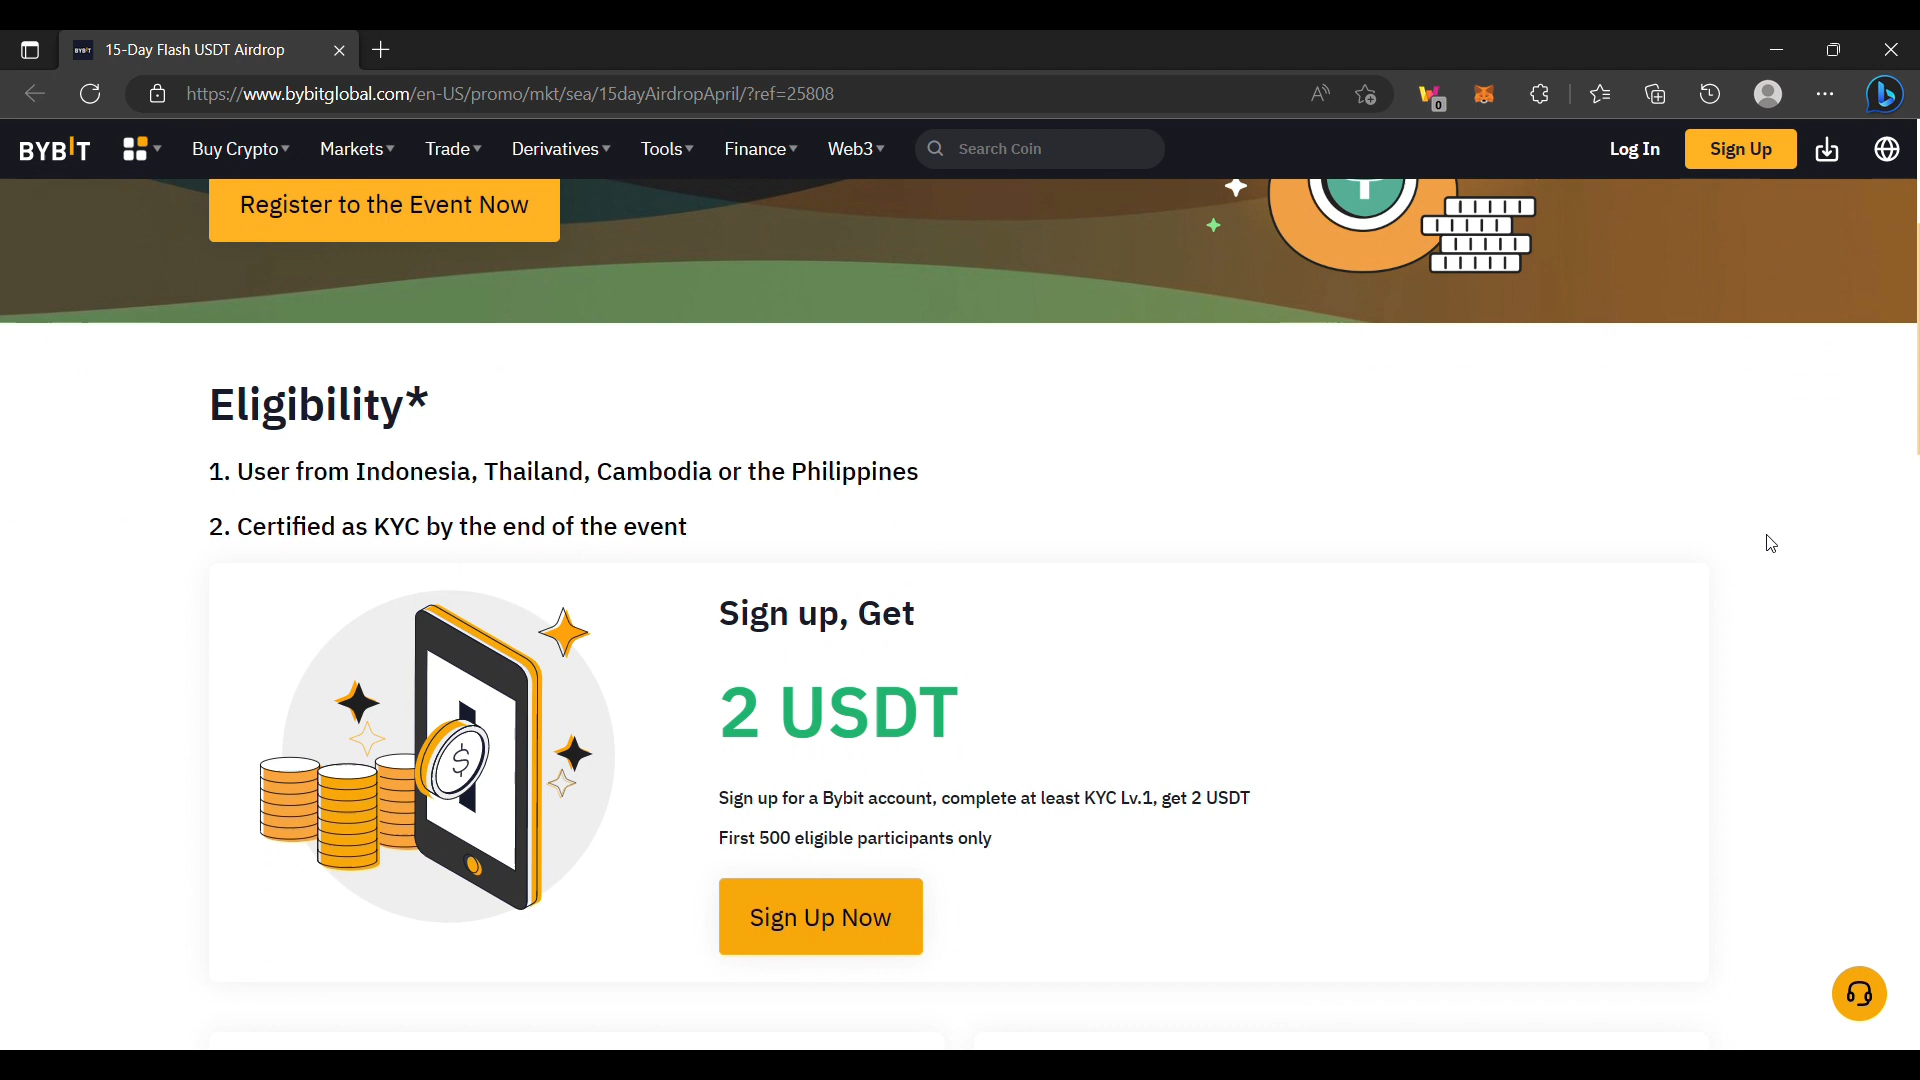 15-Day Flash USDT Airdrop
https://www.bybitglobal.com/en-US/promo/mkt/sea/15dayAirdropApril/?ref=25808
0
BYBIT
Buy Crypto
Markets
Trade
Derivatives
Tools
Finance
Web3
Search Coin
Log In
Sign Up
Register to the Event Now
Eligibility*
1. User from Indonesia, Thailand, Cambodia or the Philippines
2. Certified as KYC by the end of the event
Sign up, Get
2 USDT
Sign up for a Bybit account, complete at least KYC Lv.1, get 2 USDT
First 500 eligible participants only
Sign Up Now